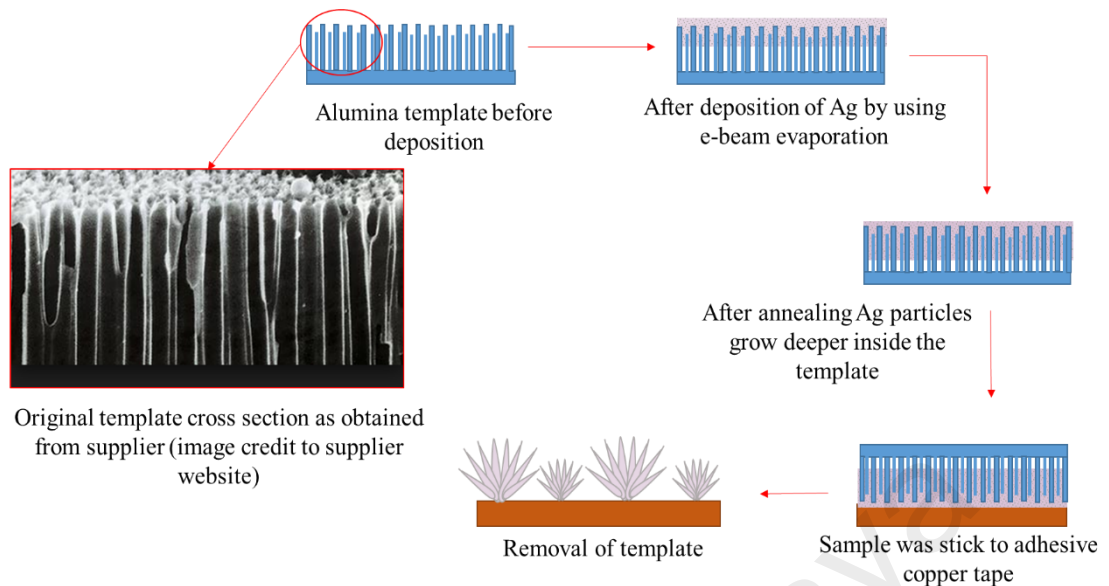 Alumina template before
deposition
After deposition of Ag by using
e-beam evaporation
After annealing Ag particles
grow deeper inside the
template
Original template cross section as obtained
from supplier (image credit to supplier
website)
Removal of template
Sample was stick to adhesive
copper tape